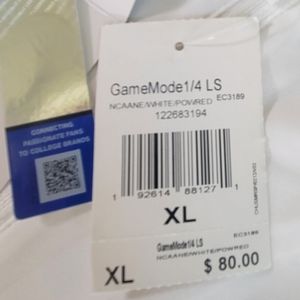 GameMode1/4 LS
NCAANE/WHITE/POWRED EC3189
122683194
1 92614 88127 1
XL
CONNECTING
PASSIONATE FANS
TO COLLEGE BRANDS
EC3189
GameMode1/4 LS
NCAANE/WHITE/POWRED
XL $ 80.00